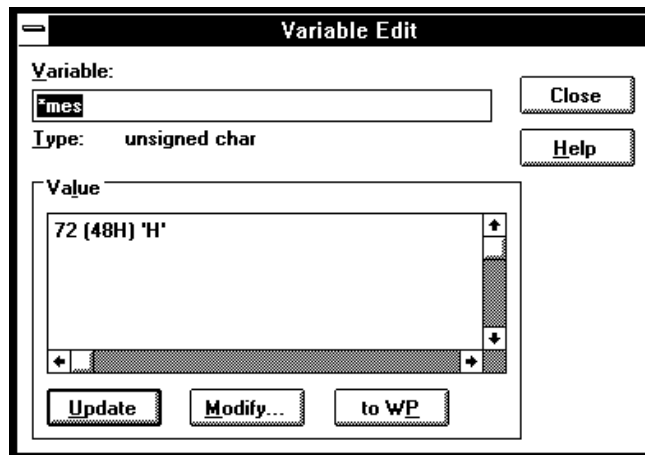 Variable Edit
Variable:
*mes
Close
Type: unsigned char
Help
Value
72 (48H) 'H'
Update Modify... to WP